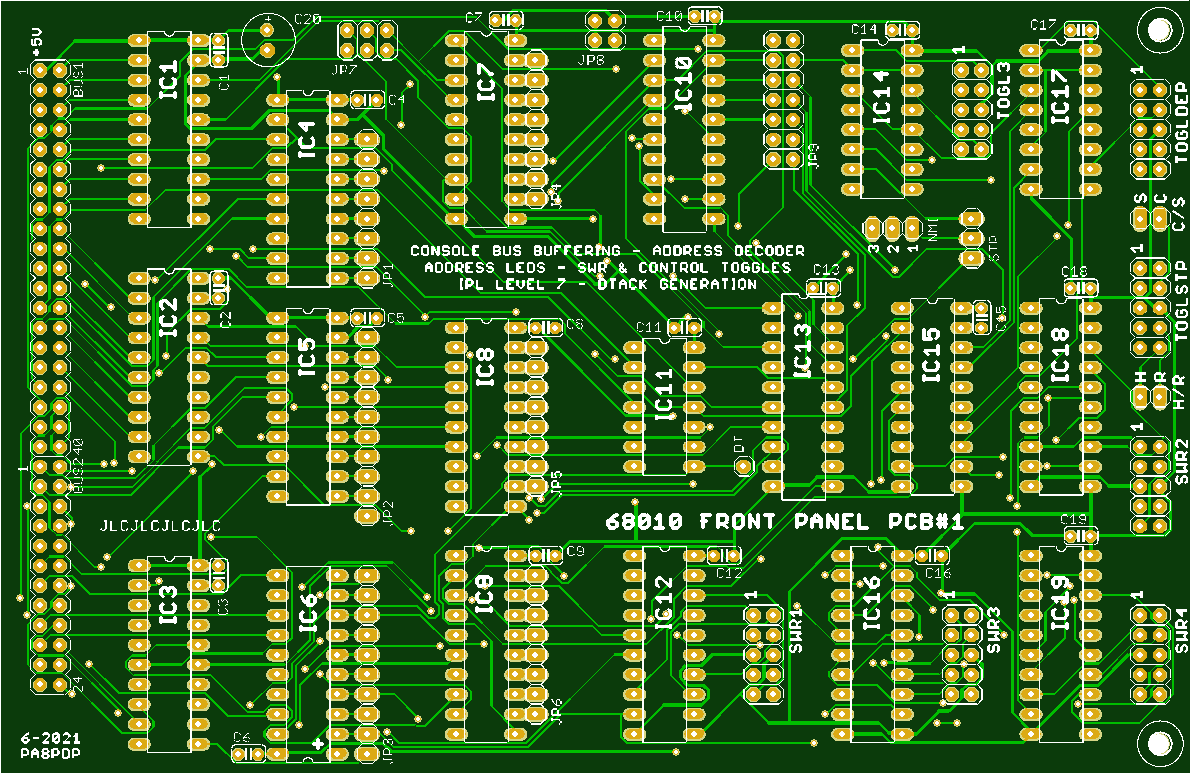 +5V
1
BUS1
IC1
C1
C20
+
JP7
C7
JP8
C10
C14
C17
1
IC4
C4
IC7
IC10
IC14
TOGL3
IC17
1
TOGLDEP
JP4
JP9
S
C
C/S
3
2
1
NMI
STP
CONSOLE BUS BUFFERING - ADDRESS DECODER
ADDRESS LEDS - SWR & CONTROL TOGGLES
IPL LEVEL 7 - DTACK GENERATION
JP1
1
TOGLSTP
IC2
C2
IC5
C5
IC8
C8
C11
IC11
C13
IC13
C15
IC15
C18
IC18
H
R
H/R
1
BUS2
40
DT
1
SWR2
JP5
JP2
JLCJLCJLCJLC
68010 FRONT PANEL PCB#1
C19
IC3
C3
IC6
C9
C12
IC12
1
SWR1
IC16
C16
1
SWR3
IC19
1
SWR4
24
JP6
JP3
C6
+
6-2021
PA8PDP